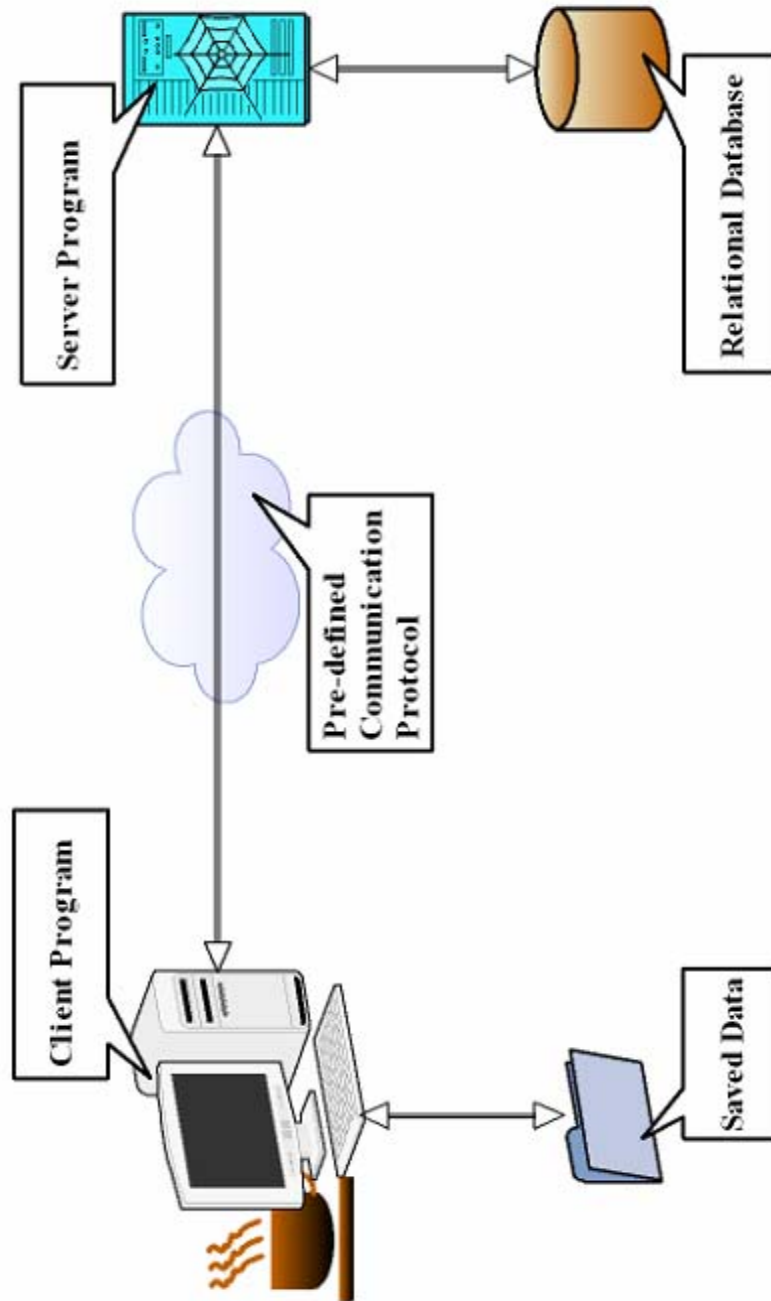 Client Program
Server Program
Pre-defined
Communication
Protocol
Saved Data
Relational Database